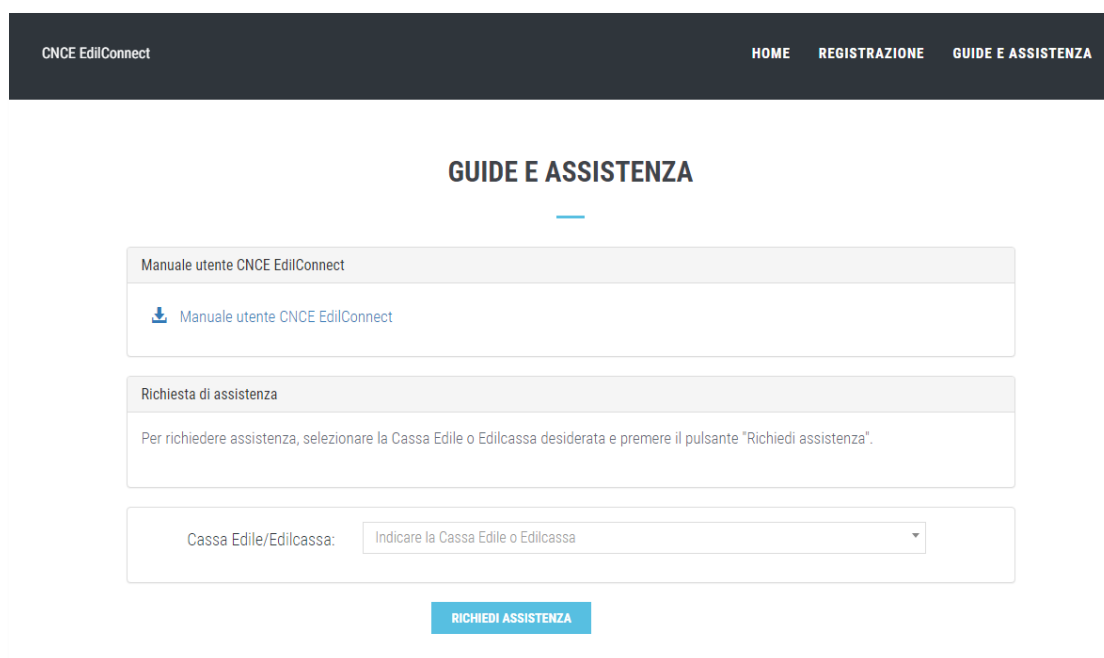 CNCE EdilConnect
HOME REGISTRAZIONE GUIDE E ASSISTENZA
GUIDE E ASSISTENZA
Manuale utente CNCE EdilConnect
Manuale utente CNCE EdilConnect
Richiesta di assistenza
Per richiedere assistenza, selezionare la Cassa Edile o Edilcassa desiderata e premere il pulsante "Richiedi assistenza".
Cassa Edile/Edilcassa: Indicare la Cassa Edile o Edilcassa
RICHIEDI ASSISTENZA